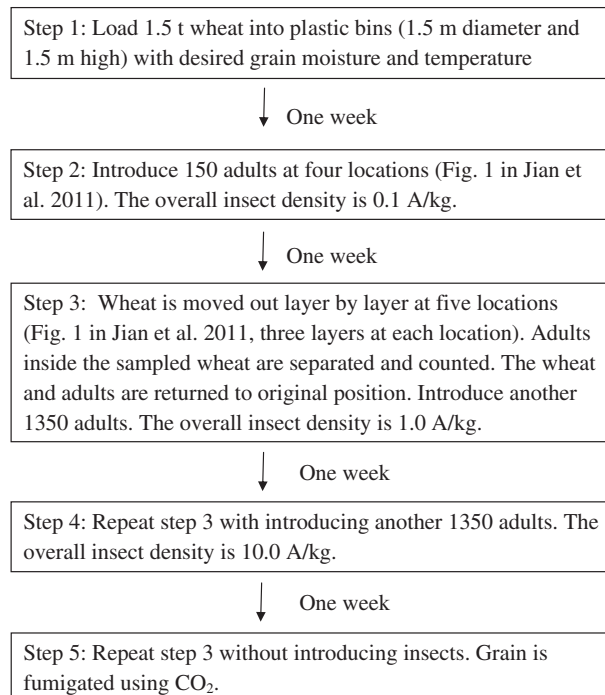 Step 1: Load 1.5 t wheat into plastic bins (1.5 m diameter and
1.5 m high) with desired grain moisture and temperature
One week
Step 2: Introduce 150 adults at four locations (Fig. 1 in Jian et
al. 2011). The overall insect density is 0.1 A/kg.
One week
Step 3: Wheat is moved out layer by layer at five locations
(Fig. 1 in Jian et al. 2011, three layers at each location). Adults
inside the sampled wheat are separated and counted. The wheat
and adults are returned to original position. Introduce another
1350 adults. The overall insect density is 1.0 A/kg.
One week
Step 4: Repeat step 3 with introducing another 1350 adults. The
overall insect density is 10.0 A/kg.
One week
Step 5: Repeat step 3 without introducing insects. Grain is
fumigated using CO₂.